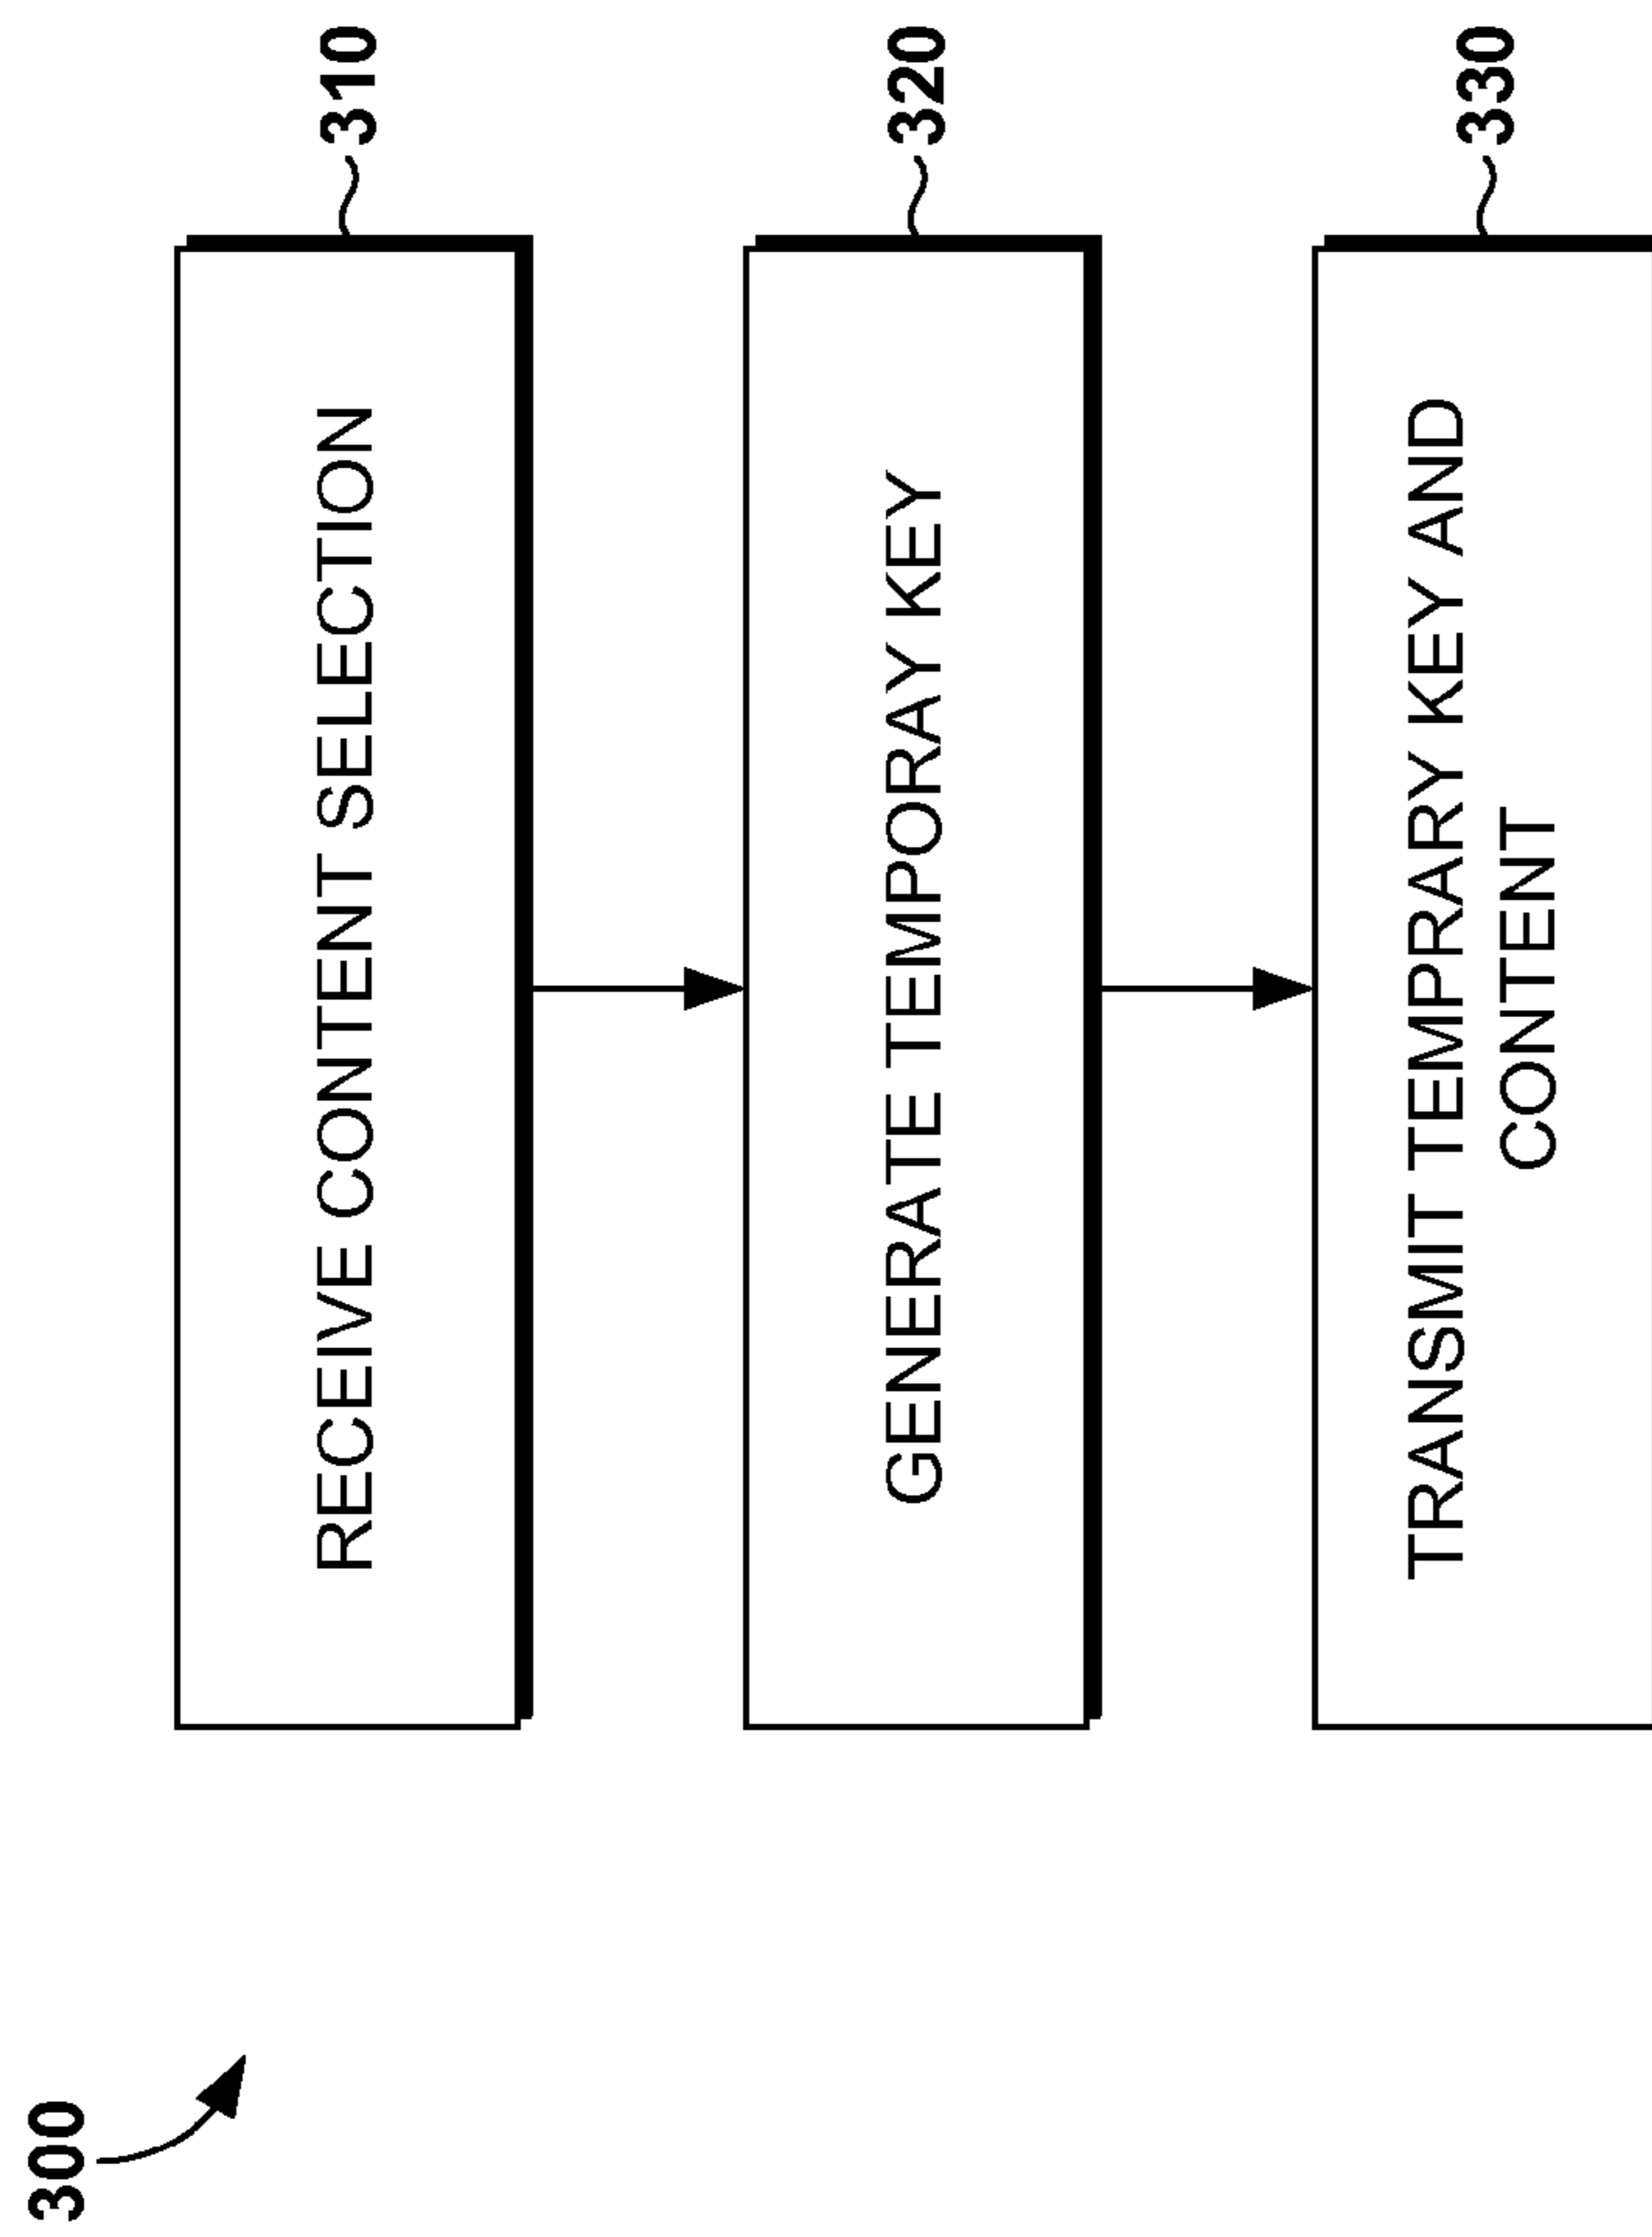 300
RECEIVE CONTENT SELECTION
310
GENERATE TEMPORAY KEY
320
TRANSMIT TEMPRARY KEY AND
CONTENT
330